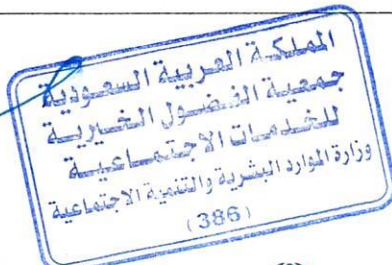 المملكة العربية السعودية
جمعية الفضول الخيرية
للخدمات الاجتماعية
وزارة الموارد البشرية والتنمية الاجتماعية
(386)